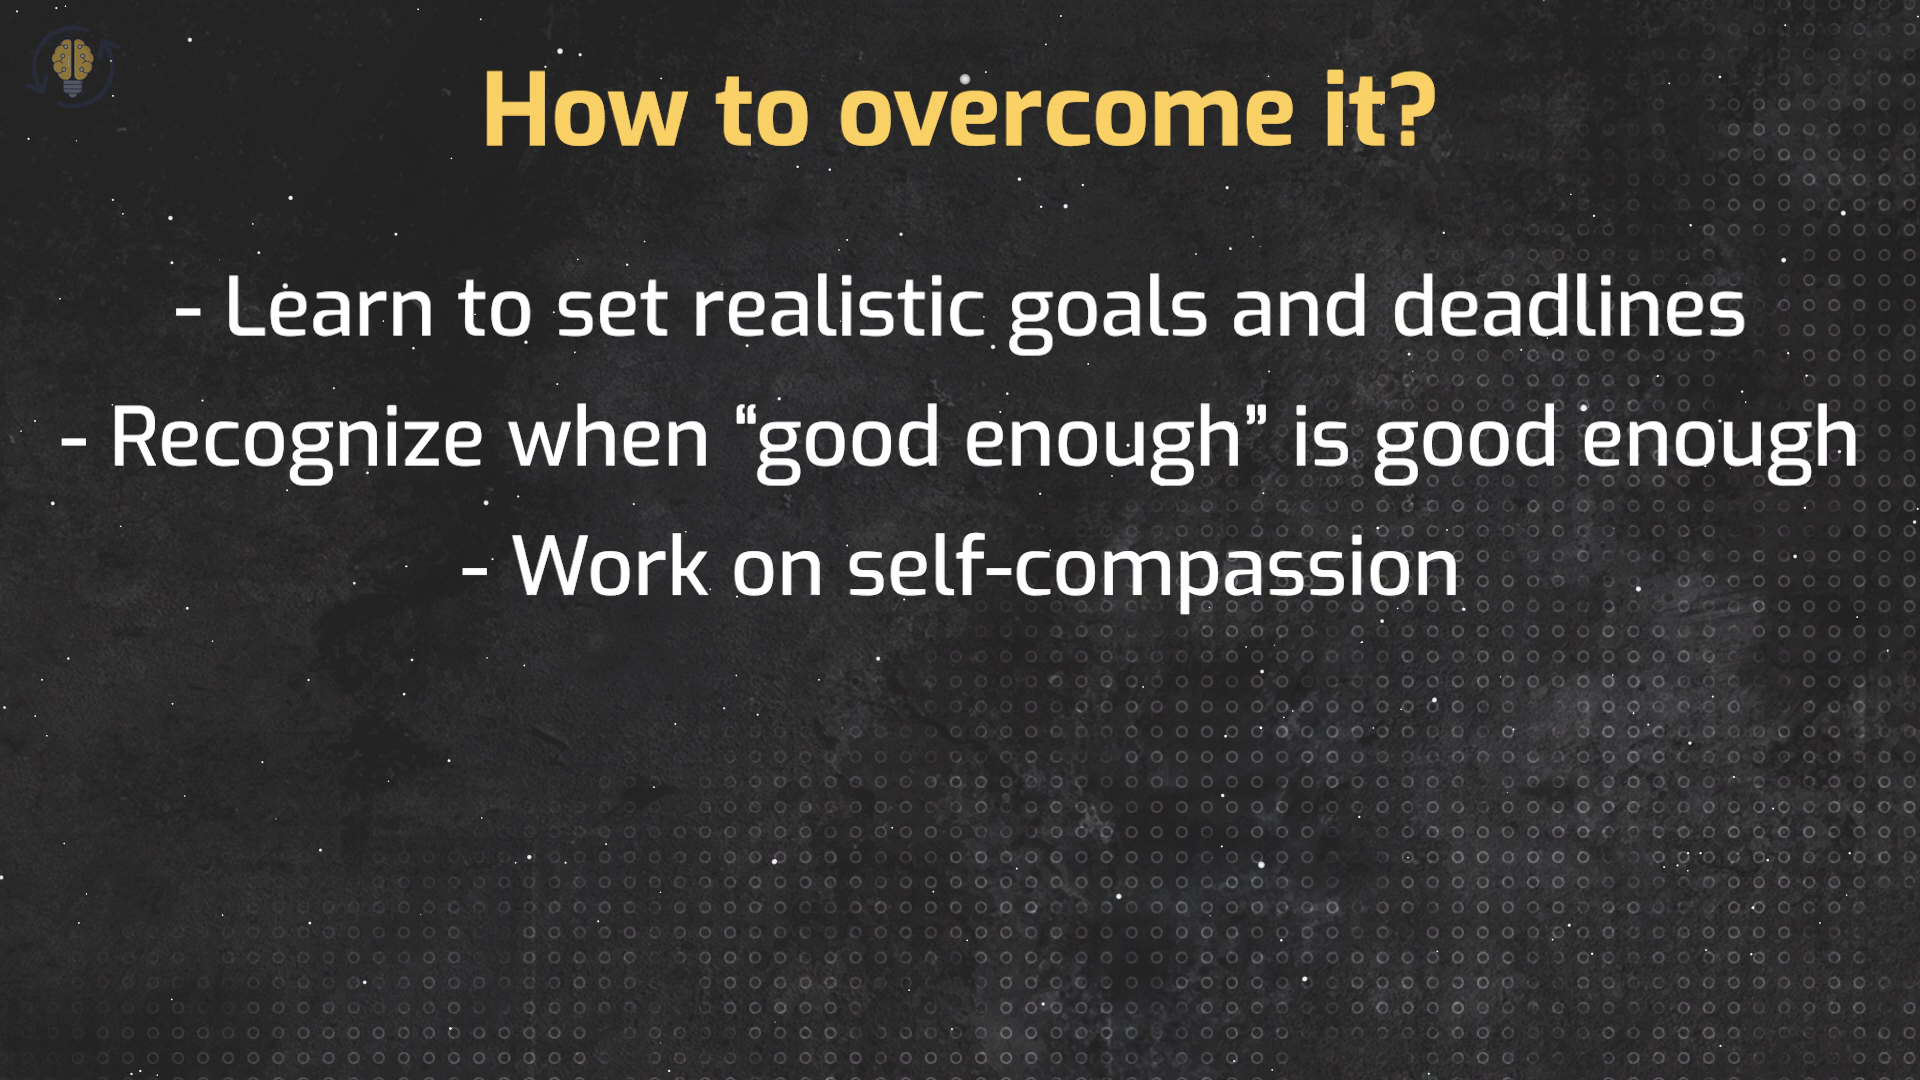 How to overcome it?
- Learn to set realistic goals and deadlines
- Recognize when “good enough” is good enough
- Work on self-compassion